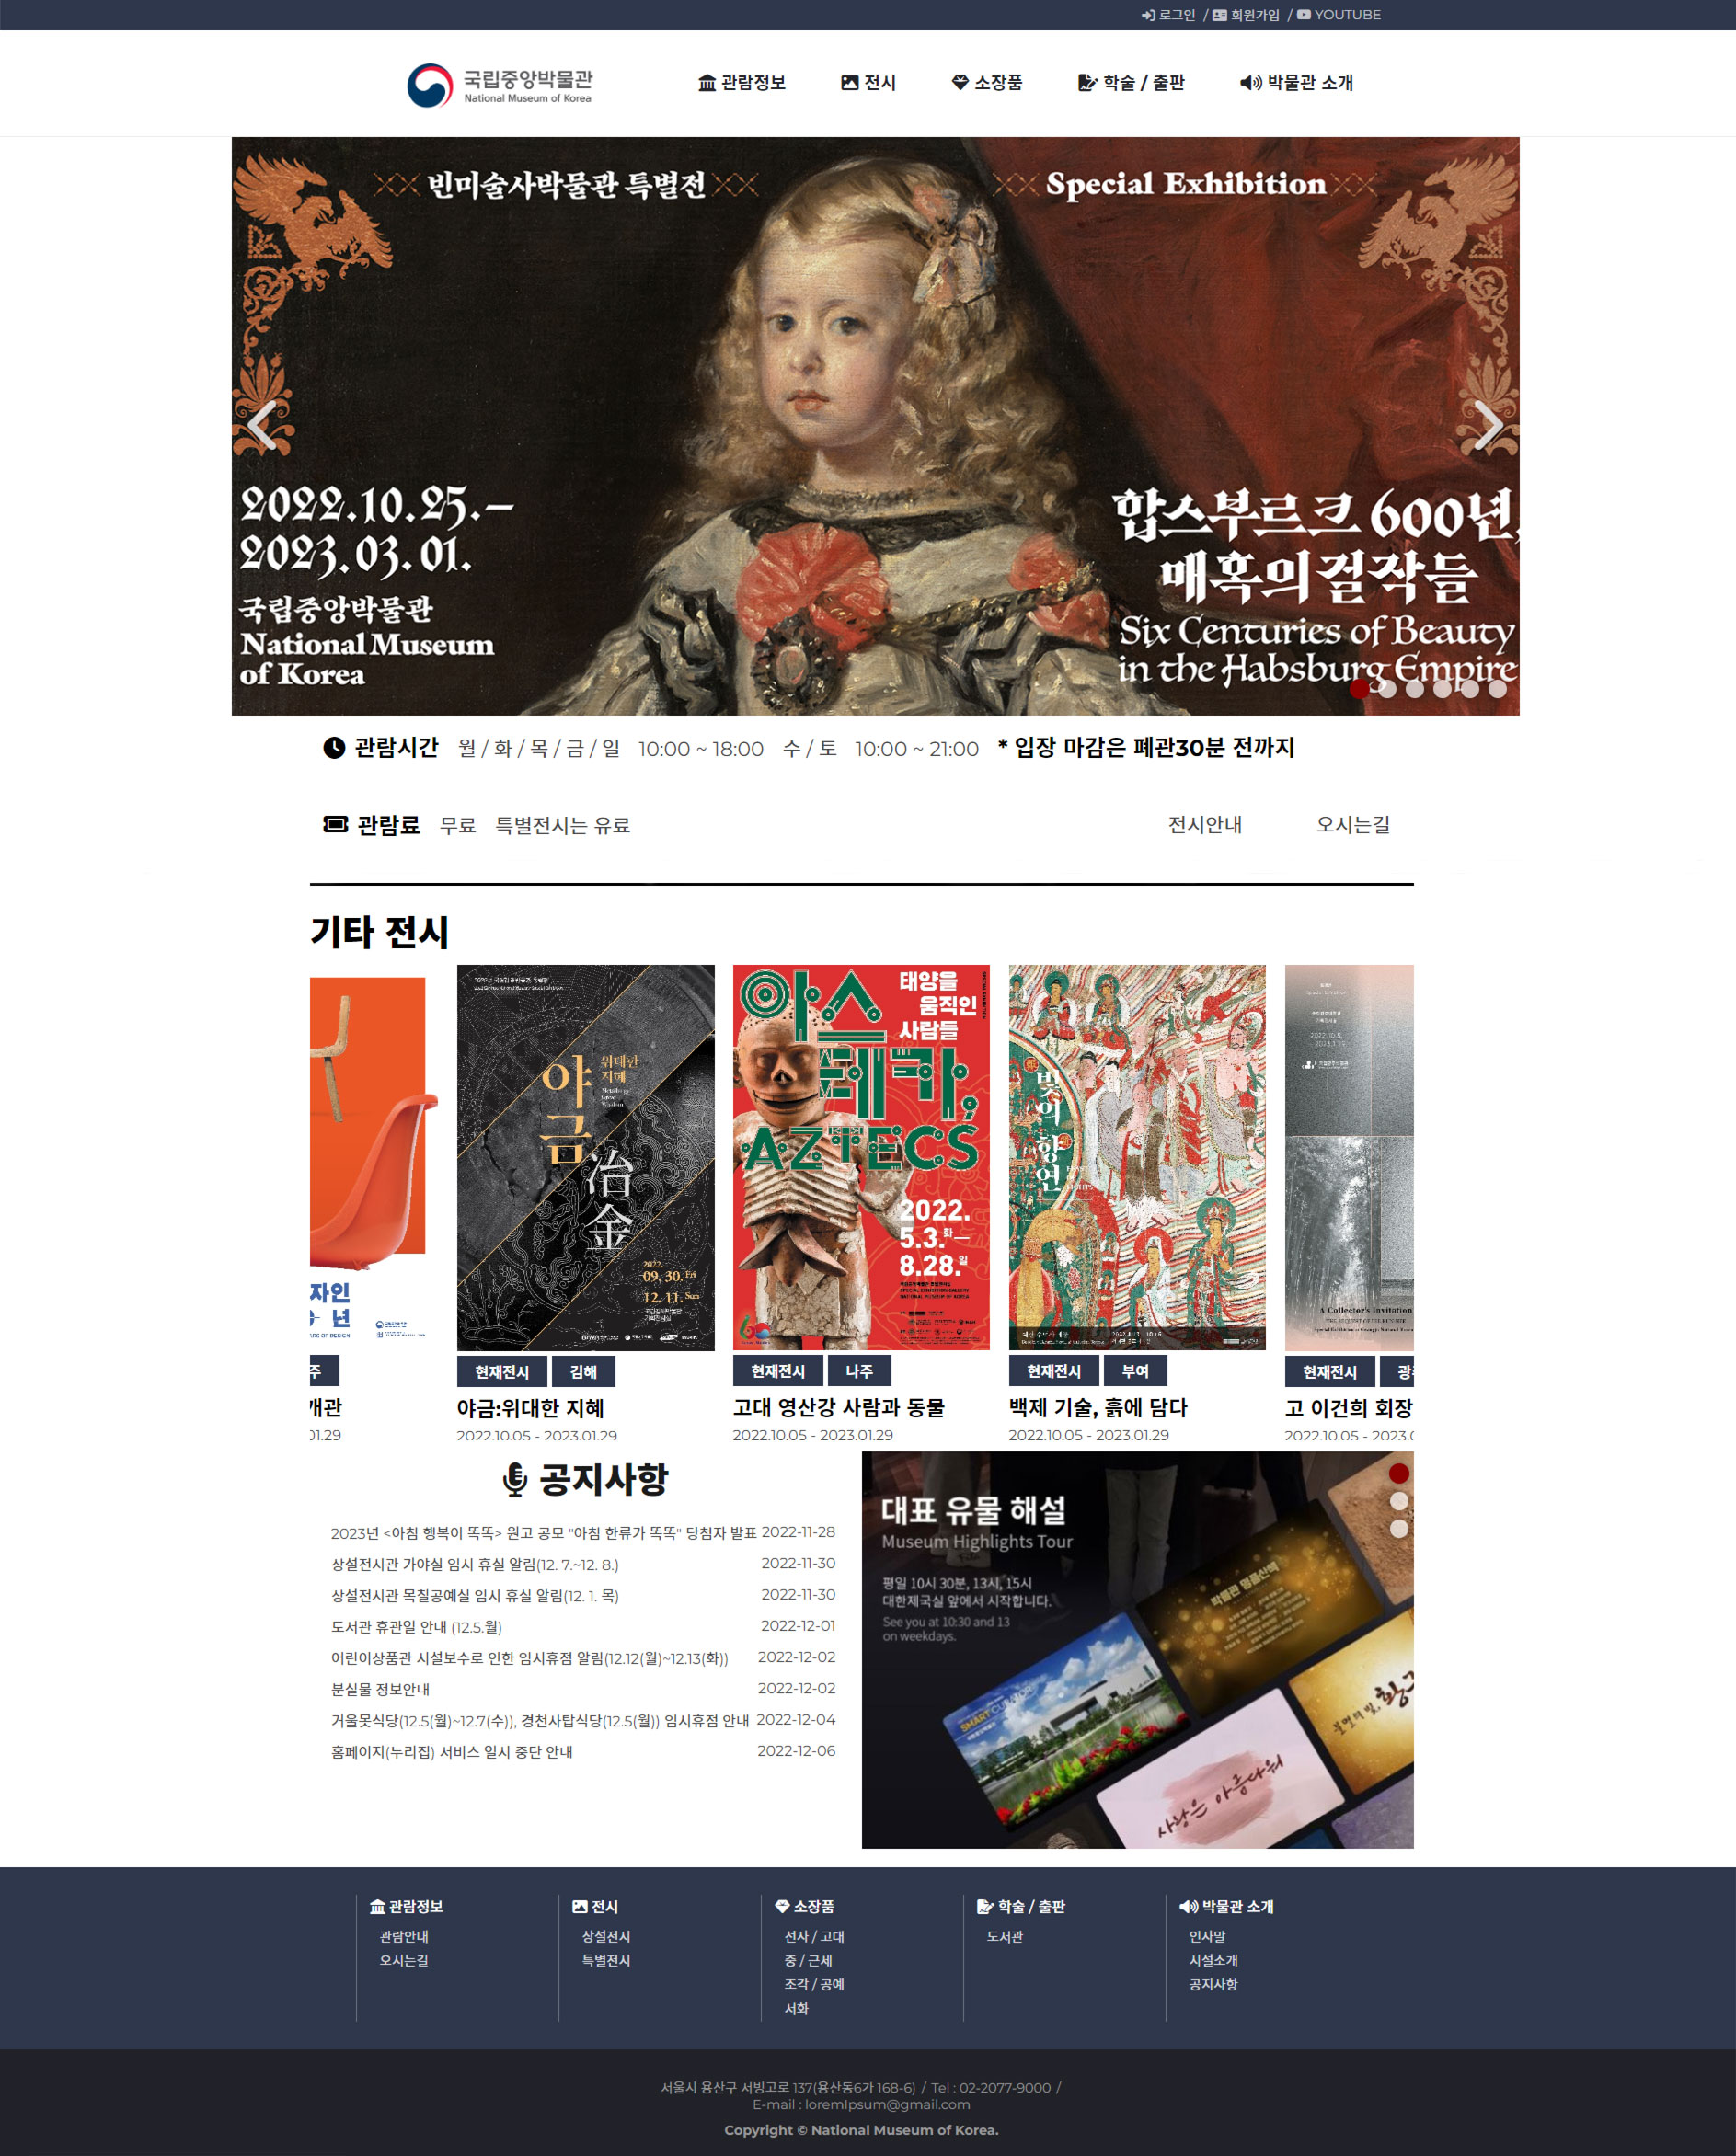 로그인 / 회원가입 / YOUTUBE
국립중앙박물관
National Museum of Korea
관람정보 전시 소장품 학술 / 출판 박물관 소개
빈미술사박물관 특별전
Special Exhibition
2022.10.25.–
2023.03.01.
국립중앙박물관
National Museum
of Korea
합스부르크 600년,
매혹의 걸작들
Six Centuries of Beauty
in the Habsburg Empire
관람시간 월 / 화 / 목 / 금 / 일 10:00 ~ 18:00 수 / 토 10:00 ~ 21:00 * 입장 마감은 폐관30분 전까지
관람료 무료 특별전시는 유료
전시안내 오시는길
기타 전시
자인
년
주
개관
01.29
야금
위대한
지혜
冶金
2022.
09. 30. Fri
12. 11. Sun
현재전시 김해
야금:위대한 지혜
2022.10.05 - 2023.01.29
아스테카,
태양을
움직인
사람들
AZTECS
2022.
5.3.화—
8.28.일
현재전시 나주
고대 영산강 사람과 동물
2022.10.05 - 2023.01.29
빛의 향연
현재전시 부여
백제 기술, 흙에 담다
2022.10.05 - 2023.01.29
A Collector's Invitation
현재전시
고 이건희 회장
2022.10.05 - 2023.0
공지사항
2023년 <아침 행복이 똑똑> 원고 공모 "아침 한류가 똑똑" 당첨자 발표 2022-11-28
상설전시관 가야실 임시 휴실 알림(12. 7.~12. 8.) 2022-11-30
상설전시관 목칠공예실 임시 휴실 알림(12. 1. 목) 2022-11-30
도서관 휴관일 안내 (12.5.월) 2022-12-01
어린이상품관 시설보수로 인한 임시휴점 알림(12.12(월)~12.13(화)) 2022-12-02
분실물 정보안내 2022-12-02
거울못식당(12.5(월)~12.7(수)), 경천사탑식당(12.5(월)) 임시휴점 안내 2022-12-04
홈페이지(누리집) 서비스 일시 중단 안내 2022-12-06
대표 유물 해설
Museum Highlights Tour
평일 10시 30분, 13시, 15시
대한제국실 앞에서 시작합니다.
See you at 10:30 and 13
on weekdays.
SMART CURATOR
박물관 명품산책
불멸의 빛, 황금
사랑은 아름다워
관람정보
관람안내
오시는길
전시
상설전시
특별전시
소장품
선사 / 고대
중 / 근세
조각 / 공예
서화
학술 / 출판
도서관
박물관 소개
인사말
시설소개
공지사항
서울시 용산구 서빙고로 137(용산동6가 168-6) / Tel : 02-2077-9000 /
E-mail : loremIpsum@gmail.com
Copyright © National Museum of Korea.